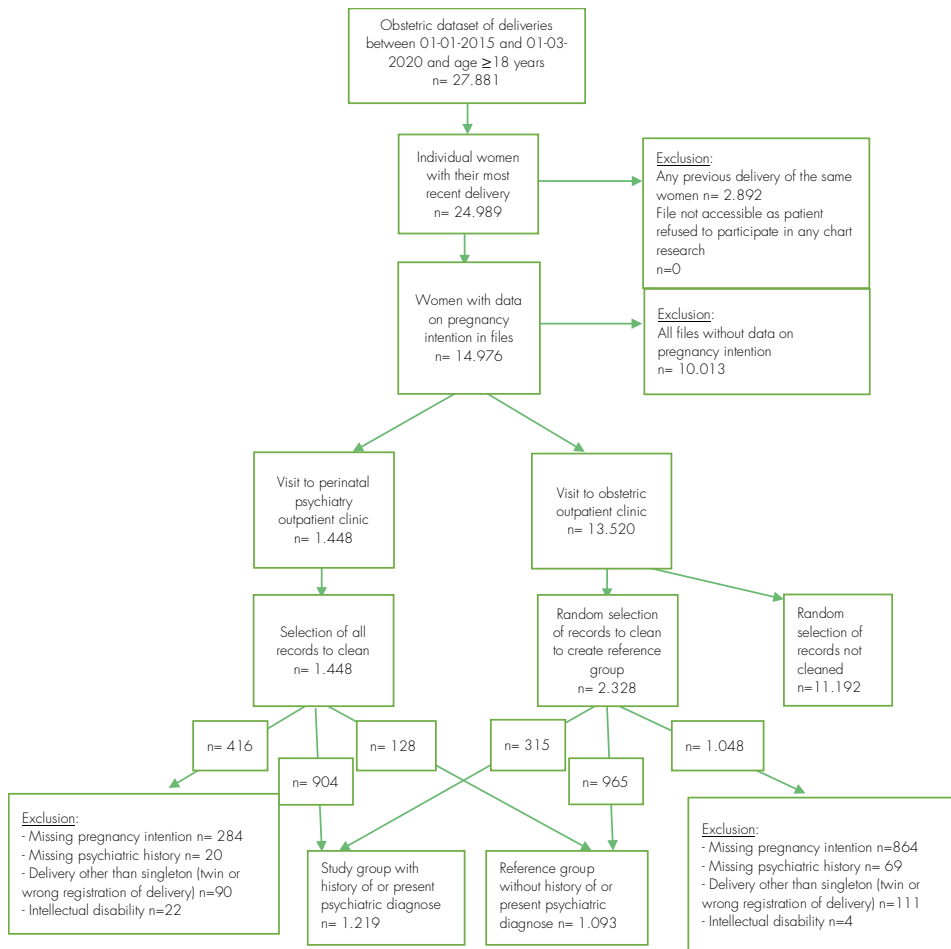 Obstetric dataset of deliveries
between 01-01-2015 and 01-03-
2020 and age ≥18 years
n= 27.881
Individual women
with their most
recent delivery
n= 24.989
Exclusion:
Any previous delivery of the same
women n= 2.892
File not accessible as patient
refused to participate in any chart
research
n=0
Women with data
on pregnancy
intention in files
n= 14.976
Exclusion:
All files without data on
pregnancy intention
n= 10.013
Visit to perinatal
psychiatry
outpatient clinic
n= 1.448
Visit to obstetric
outpatient clinic
n= 13.520
Selection of all
records to clean
n= 1.448
Random selection
of records to clean
to create reference
group
n= 2.328
Random
selection of
records not
cleaned
n=11.192
n= 416
n= 904
n= 128
n= 315
n= 965
n= 1.048
Exclusion:
- Missing pregnancy intention n= 284
- Missing psychiatric history n= 20
- Delivery other than singleton (twin or
wrong registration of delivery) n=90
- Intellectual disability n=22
Study group with
history of or present
psychiatric diagnose
n= 1.219
Reference group
without history of or
present psychiatric
diagnose n= 1.093
Exclusion:
- Missing pregnancy intention n=864
- Missing psychiatric history n= 69
- Delivery other than singleton (twin or
wrong registration of delivery) n=111
- Intellectual disability n=4